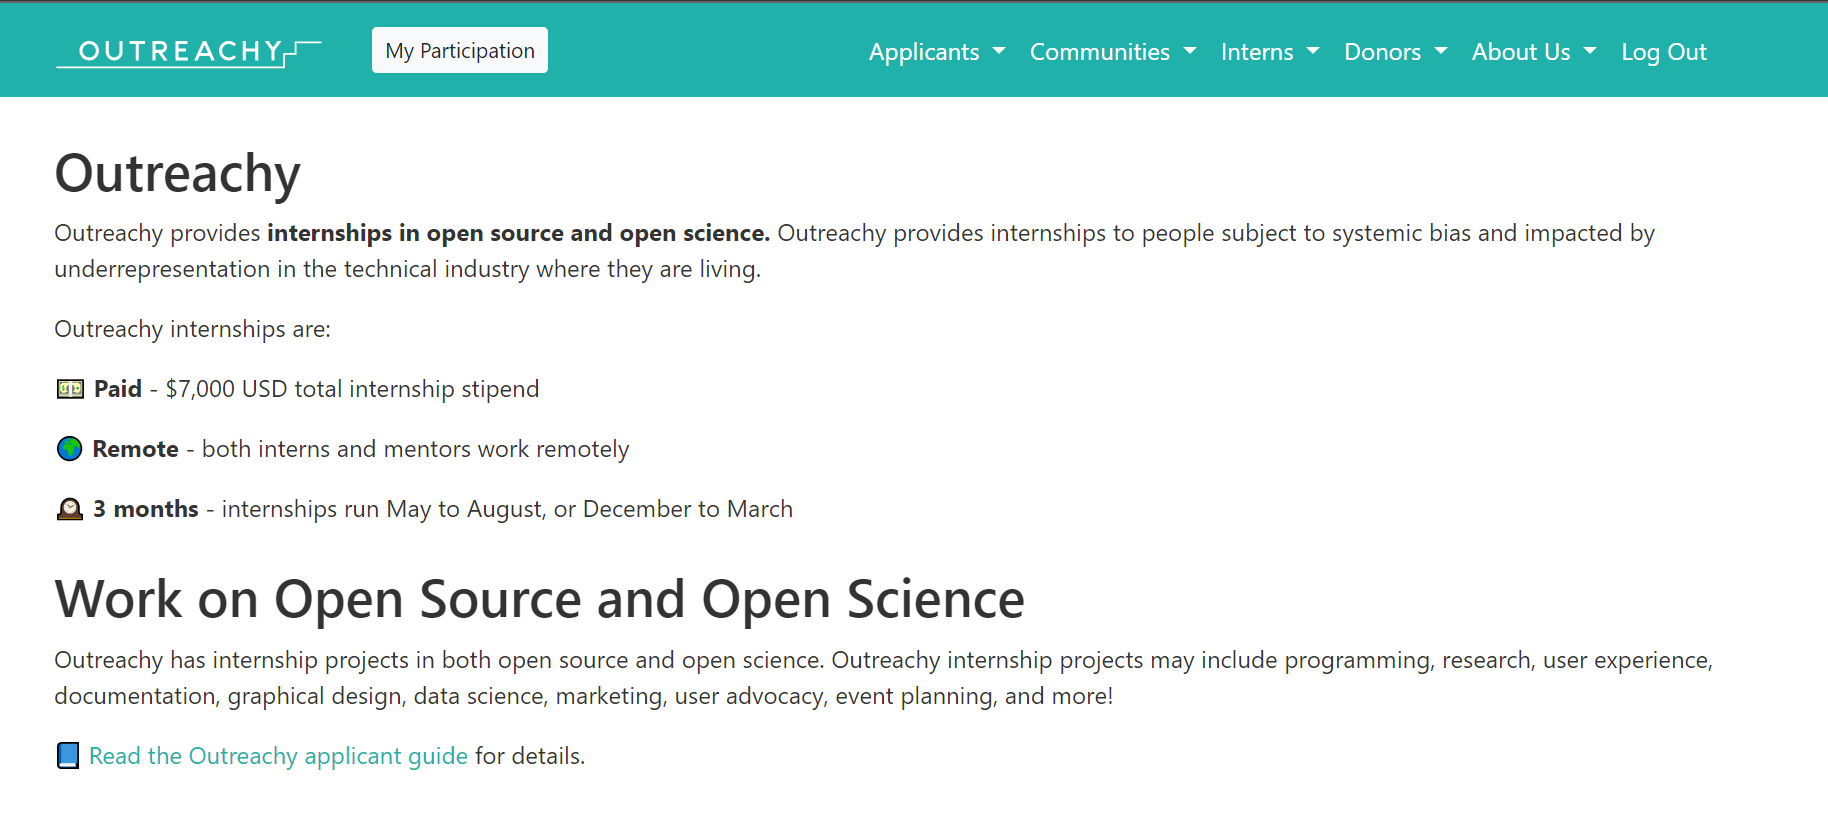 OUTREACHY
My Participation
Applicants
Communities
Interns
Donors
About Us
Log Out
Outreachy
Outreachy provides internships in open source and open science. Outreachy provides internships to people subject to systemic bias and impacted by
underrepresentation in the technical industry where they are living.
Outreachy internships are:
Paid - $7,000 USD total internship stipend
Remote - both interns and mentors work remotely
3 months - internships run May to August, or December to March
Work on Open Source and Open Science
Outreachy has internship projects in both open source and open science. Outreachy internship projects may include programming, research, user experience,
documentation, graphical design, data science, marketing, user advocacy, event planning, and more!
Read the Outreachy applicant guide for details.